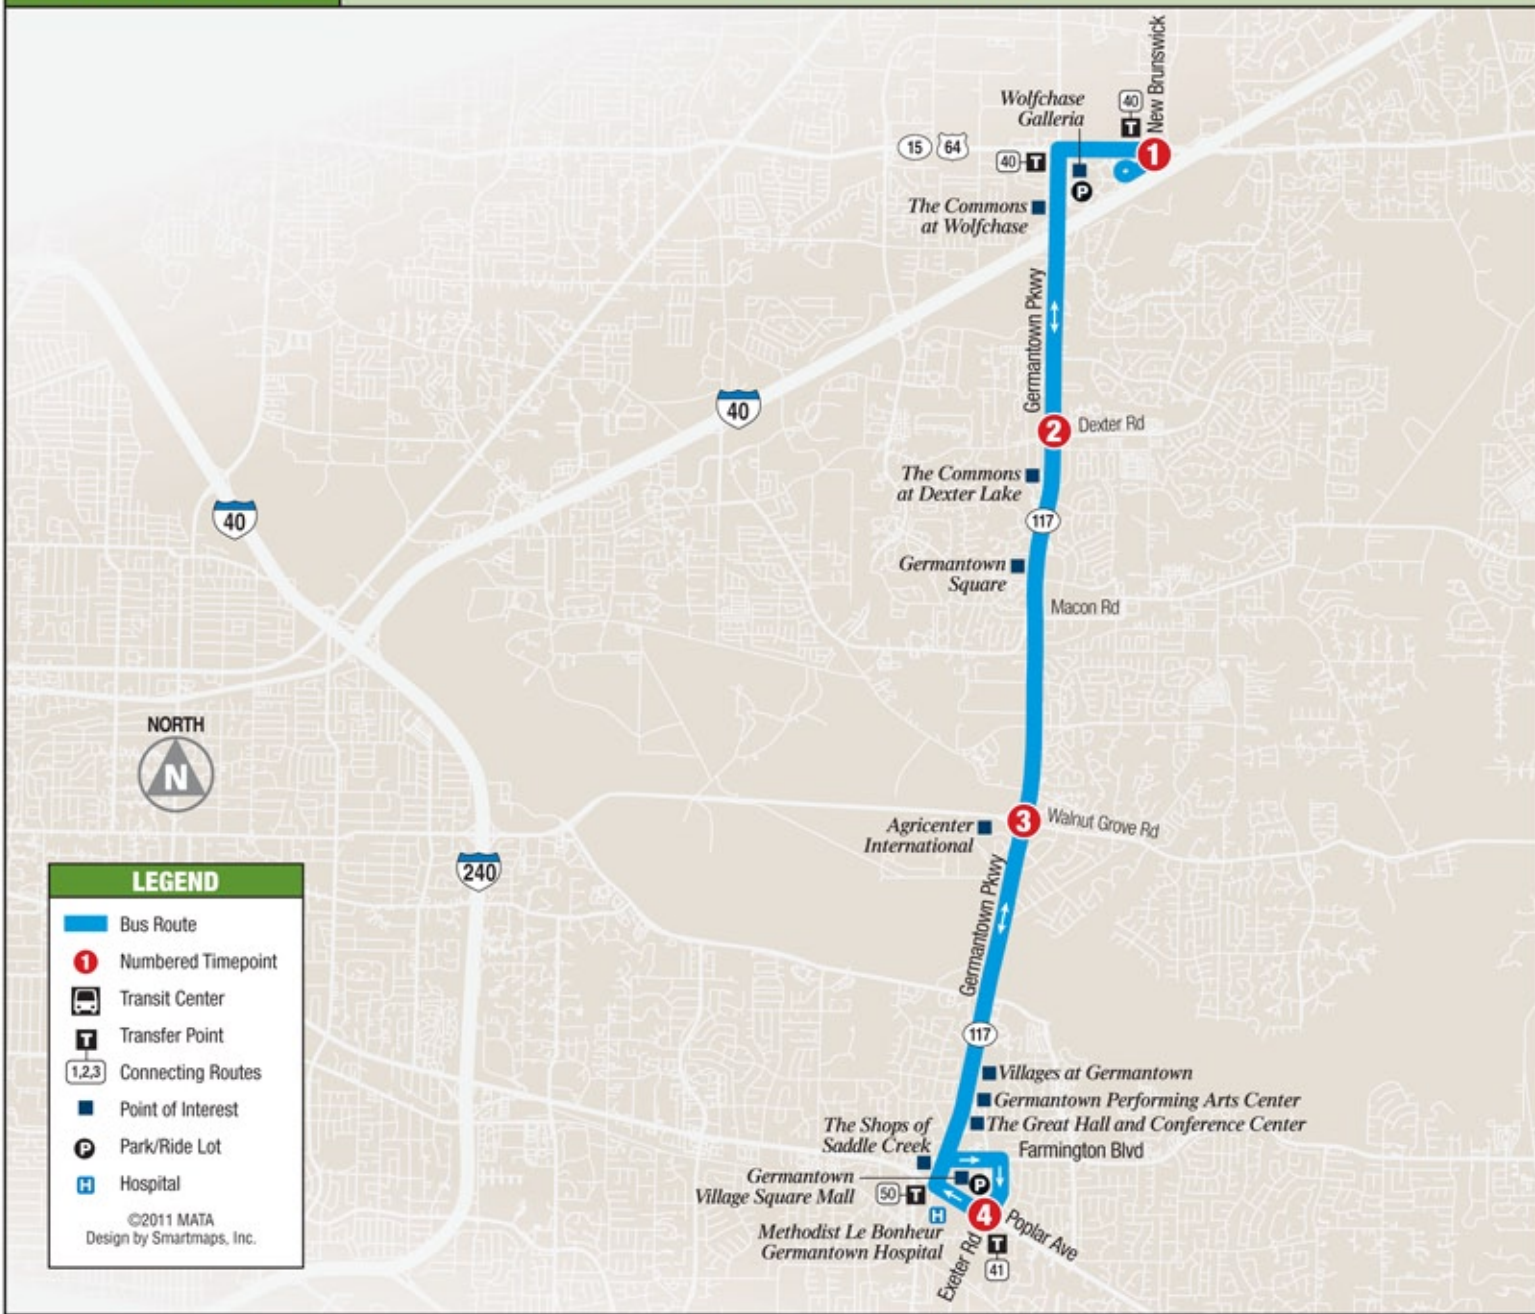 New Brunswick
40
T
Wolfchase
Galleria
1
15
64
40
T
P
The Commons
at Wolfchase
Germantown Pkwy
40
2
Dexter Rd
The Commons
at Dexter Lake
117
40
Germantown
Square
Macon Rd
NORTH
N
3
Walnut Grove Rd
Agricenter
International
240
Germantown Pkwy
117
Villages at Germantown
Germantown Performing Arts Center
The Great Hall and Conference Center
The Shops of
Saddle Creek
Farmington Blvd
Germantown
Village Square Mall
50
T
P
H
4
Poplar Ave
Methodist Le Bonheur
Germantown Hospital
Exeter Rd
T
41
LEGEND
Bus Route
1 Numbered Timepoint
Transit Center
T Transfer Point
1,2,3 Connecting Routes
Point of Interest
P Park/Ride Lot
H Hospital
©2011 MATA
Design by Smartmaps, Inc.